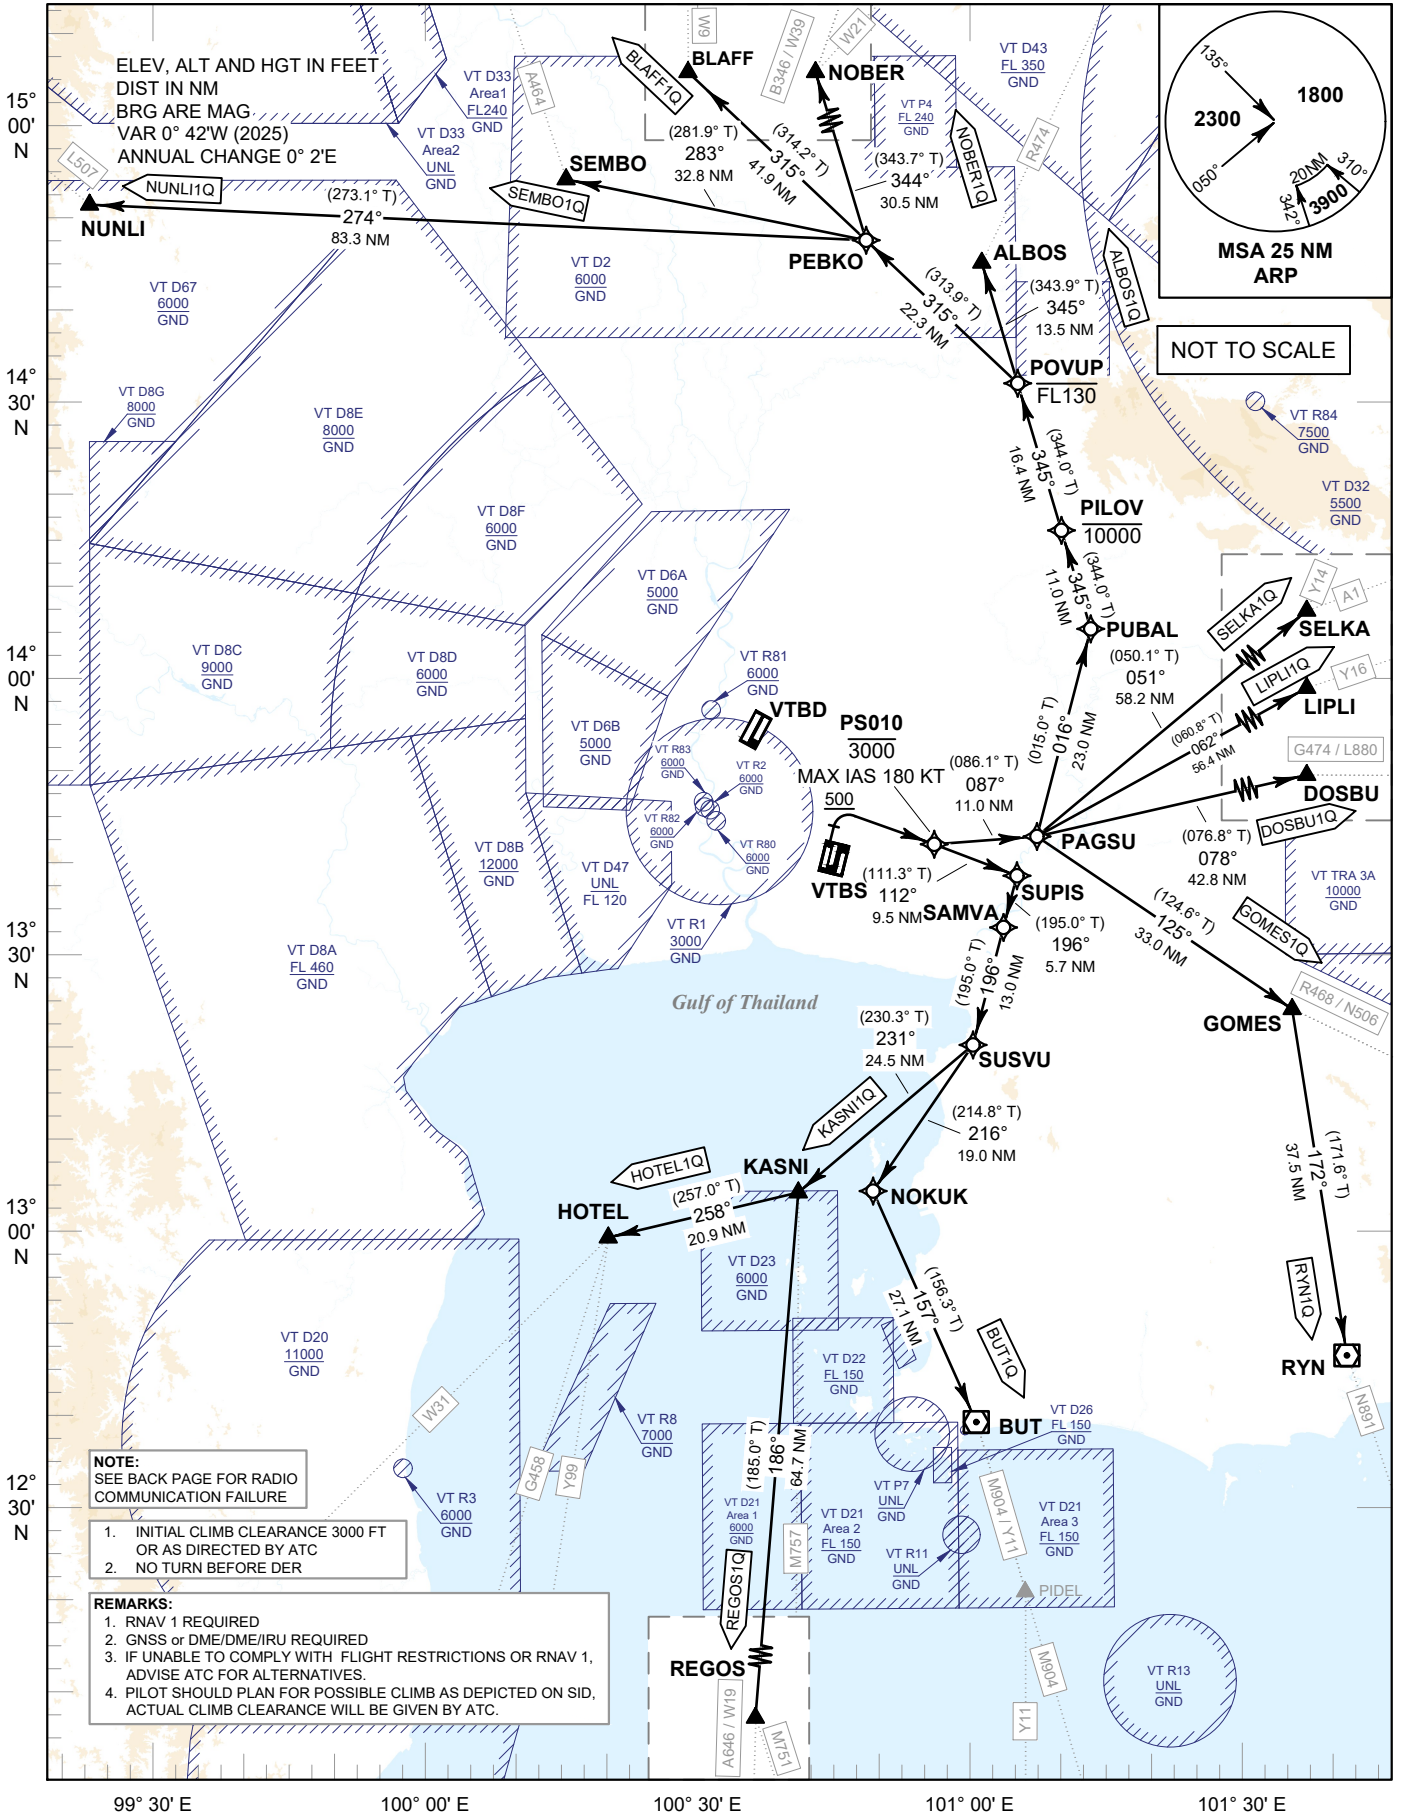 ELEV, ALT AND HGT IN FEET
DIST IN NM
BRG ARE MAG
VAR 0° 42'W (2025)
ANNUAL CHANGE 0° 2'E
15°
00'
N
14°
30'
N
14°
00'
N
13°
30'
N
13°
00'
N
12°
30'
N
99° 30' E
100° 00' E
100° 30' E
101° 00' E
101° 30' E
135°
050°
2300
1800
20NM
310°
342°
3900
MSA 25 NM
ARP
NOT TO SCALE
L507
NUNLI1Q
NUNLI
(273.1° T)
274°
83.3 NM
A464
SEMBO
SEMBO1Q
(281.9° T)
283°
32.8 NM
W9
BLAFF
BLAFF1Q
(314.2° T)
315°
41.9 NM
B346 / W39
W21
NOBER
NOBER1Q
(343.7° T)
344°
30.5 NM
R474
PEBKO
ALBOS
ALBOS1Q
(343.9° T)
345°
13.5 NM
(313.9° T)
315°
22.3 NM
POVUP
FL130
(344.0° T)
345°
16.4 NM
PILOV
10000
(344.0° T)
345°
11.0 NM
PUBAL
(015.0° T)
016°
23.0 NM
(050.1° T)
051°
58.2 NM
SELKA1Q
Y14
A1
SELKA
LIPLI1Q
Y16
LIPLI
(060.8° T)
062°
56.4 NM
G474 / L880
DOSBU
DOSBU1Q
(076.8° T)
078°
42.8 NM
VTBD
PS010
3000
MAX IAS 180 KT
500
VTBS
(086.1° T)
087°
11.0 NM
PAGSU
(111.3° T)
112°
9.5 NM
SUPIS
SAMVA
(195.0° T)
196°
5.7 NM
(195.0° T)
196°
13.0 NM
SUSVU
(124.6° T)
125°
33.0 NM
GOMES1Q
GOMES
R468 / N506
(171.6° T)
172°
37.5 NM
RYN1Q
RYN
N891
(230.3° T)
231°
24.5 NM
KASNI1Q
KASNI
(214.8° T)
216°
19.0 NM
NOKUK
HOTEL1Q
HOTEL
(257.0° T)
258°
20.9 NM
(156.3° T)
157°
27.1 NM
BUT1Q
BUT
(185.0° T)
186°
64.7 NM
REGOS1Q
REGOS
A646 / W19
M751
M757
W31
G458
Y99
M904 / Y11
PIDEL
M904
Y11
Gulf of Thailand
VT D33
Area1
FL240
GND
VT D33
Area2
UNL
GND
VT D43
FL 350
GND
VT P4
FL 240
GND
VT D2
6000
GND
VT D67
6000
GND
VT D8G
8000
GND
VT D8E
8000
GND
VT D8F
6000
GND
VT D8C
9000
GND
VT D8D
6000
GND
VT D6A
5000
GND
VT D6B
5000
GND
VT R81
6000
GND
VT R83
6000
GND
VT R2
6000
GND
VT R82
6000
GND
VT R80
6000
GND
VT R1
3000
GND
VT D8B
12000
GND
VT D47
UNL
FL 120
VT D8A
FL 460
GND
VT R84
7500
GND
VT D32
5500
GND
VT TRA 3A
10000
GND
VT D23
6000
GND
VT D22
FL 150
GND
VT D20
11000
GND
VT R8
7000
GND
VT R3
6000
GND
VT D26
FL 150
GND
VT P7
UNL
GND
VT D21
Area 1
6000
GND
VT D21
Area 2
FL 150
GND
VT D21
Area 3
FL 150
GND
VT R11
UNL
GND
VT R13
UNL
GND
NOTE:
SEE BACK PAGE FOR RADIO
COMMUNICATION FAILURE
1. INITIAL CLIMB CLEARANCE 3000 FT
OR AS DIRECTED BY ATC
2. NO TURN BEFORE DER
REMARKS:
1. RNAV 1 REQUIRED
2. GNSS or DME/DME/IRU REQUIRED
3. IF UNABLE TO COMPLY WITH FLIGHT RESTRICTIONS OR RNAV 1,
ADVISE ATC FOR ALTERNATIVES.
4. PILOT SHOULD PLAN FOR POSSIBLE CLIMB AS DEPICTED ON SID,
ACTUAL CLIMB CLEARANCE WILL BE GIVEN BY ATC.